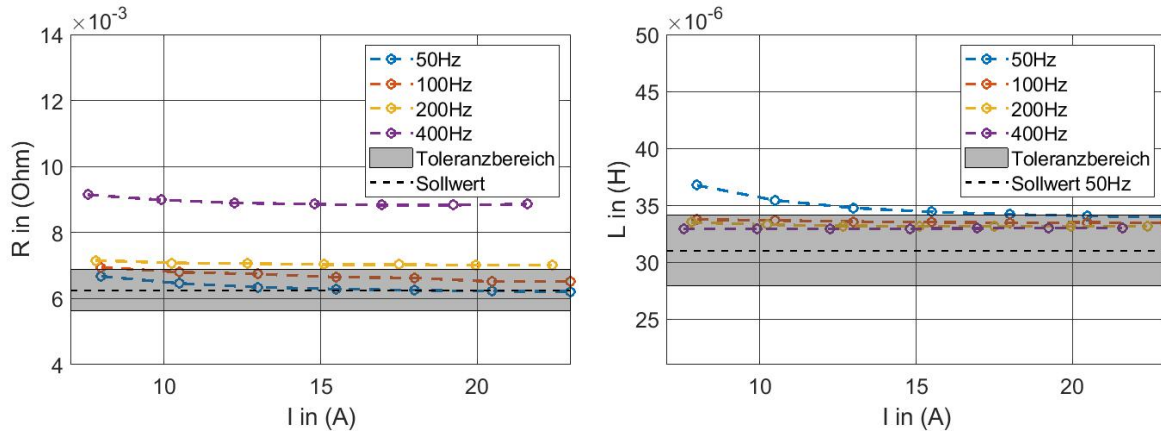 ×10⁻³
14
12
10
8
6
4
R in (Ohm)
10
15
20
I in (A)
50Hz
100Hz
200Hz
400Hz
Toleranzbereich
Sollwert
×10⁻⁶
50
45
40
35
30
25
L in (H)
10
15
20
I in (A)
50Hz
100Hz
200Hz
400Hz
Toleranzbereich
Sollwert 50Hz